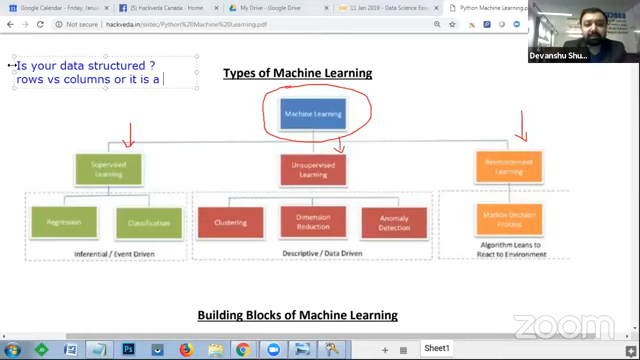 Google Calendar - Friday, Janu
Hackveda Canada - Google
My Drive - Google Drive
11 Jan 2019 - Data Science Ess
Python Machine Learning.pdf
Not secure | hackveda.in/siitec/Python%20Machine%20Learning.pdf
Devanshu Shu...
Is your data structured ?
rows vs columns or it is a
Types of Machine Learning
Machine Learning
Supervised Learning
Unsupervised Learning
Reinforcement Learning
Regression
Classification
Clustering
Dimension Reduction
Anomaly Detection
Markov Decision Process
Inferential / Event Driven
Descriptive / Data Driven
Algorithm Leans to
React to Environment
Building Blocks of Machine Learning
zoom
Sheet1